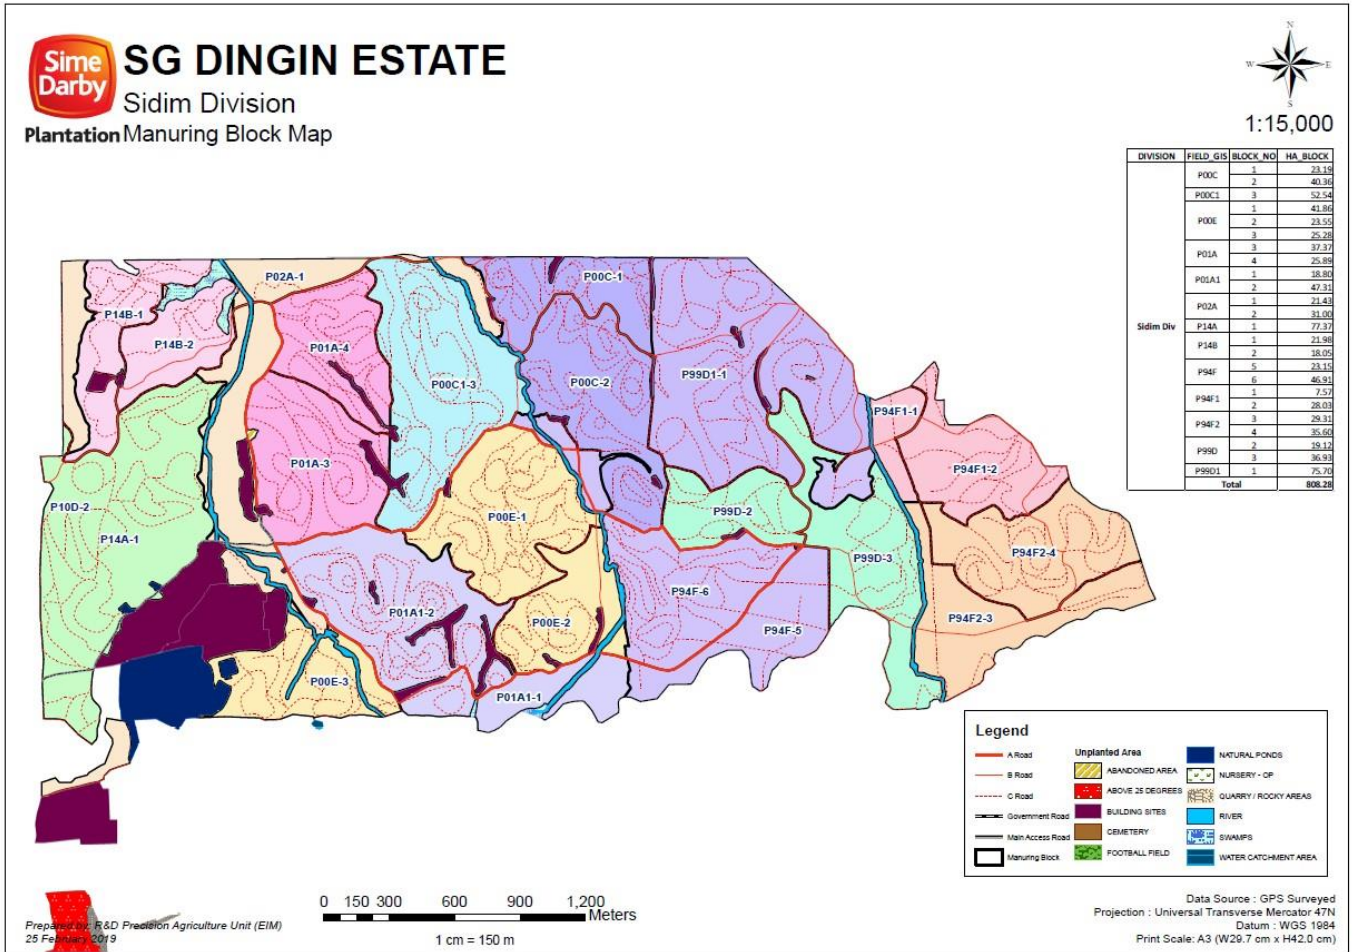 Sime
Darby
Plantation
SG DINGIN ESTATE
Sidim Division
Manuring Block Map
N
W E
S
1:15,000
DIVISION FIELD_GIS BLOCK_NO HA_BLOCK
Sidim Div
P00C 1 23.19
2 40.36
P00C1 3 52.54
P00E 1 41.86
2 23.55
3 25.28
P01A 3 37.37
4 25.89
P01A1 1 18.80
2 47.31
P02A 1 21.43
2 31.00
P14A 1 77.37
P14B 1 21.98
2 18.05
P94F 5 23.15
6 46.91
P94F1 1 7.57
2 28.03
P94F2 3 29.31
4 35.60
P99D 2 19.12
3 36.93
P99D1 1 75.70
Total 808.28
P02A-1
P00C-1
P14B-1
P14B-2
P01A-4
P00C1-3
P00C-2
P99D1-1
P94F1-1
P01A-3
P94F1-2
P10D-2
P00E-1
P99D-2
P14A-1
P99D-3
P94F2-4
P94F-6
P01A1-2
P00E-2
P94F-5
P94F2-3
P00E-3
P01A1-1
Legend
A Road
B Road
C Road
Government Road
Main Access Road
Manuring Block
Unplanted Area
ABANDONED AREA
ABOVE 25 DEGREES
BUILDING SITES
CEMETERY
FOOTBALL FIELD
NATURAL PONDS
NURSERY - OP
QUARRY / ROCKY AREAS
RIVER
SWAMPS
WATER CATCHMENT AREA
0 150 300 600 900 1,200
Meters
1 cm = 150 m
Prepared by: R&D Precision Agriculture Unit (EIM)
25 February 2019
Data Source : GPS Surveyed
Projection : Universal Transverse Mercator 47N
Datum : WGS 1984
Print Scale: A3 (W29.7 cm x H42.0 cm)